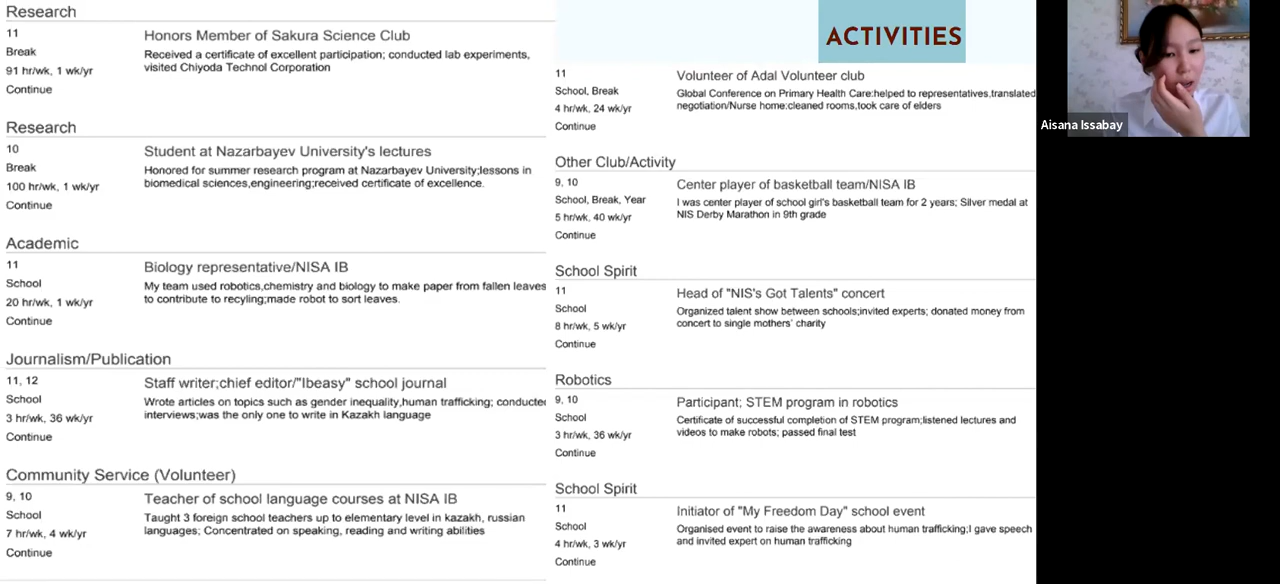 Research
11
Honors Member of Sakura Science Club
Break
Received a certificate of excellent participation; conducted lab experiments,
visited Chiyoda Technol Corporation
91 hr/wk, 1 wk/yr
Continue
Research
10
Student at Nazarbayev University's lectures
Break
Honored for summer research program at Nazarbayev University;lessons in
biomedical sciences,engineering;received certificate of excellence.
100 hr/wk, 1 wk/yr
Continue
Academic
11
Biology representative/NISA IB
School
My team used robotics,chemistry and biology to make paper from fallen leaves
to contribute to recyling;made robot to sort leaves.
20 hr/wk, 1 wk/yr
Continue
Journalism/Publication
11, 12
Staff writer;chief editor/"Ibeasy" school journal
School
Wrote articles on topics such as gender inequality,human trafficking; conducted
interviews;was the only one to write in Kazakh language
3 hr/wk, 36 wk/yr
Continue
Community Service (Volunteer)
9, 10
Teacher of school language courses at NISA IB
School
Taught 3 foreign school teachers up to elementary level in kazakh, russian
languages; Concentrated on speaking, reading and writing abilities
7 hr/wk, 4 wk/yr
Continue
ACTIVITIES
11
Volunteer of Adal Volunteer club
School, Break
Global Conference on Primary Health Care:helped to representatives,translated
negotiation/Nurse home:cleaned rooms,took care of elders
4 hr/wk, 24 wk/yr
Continue
Other Club/Activity
9, 10
Center player of basketball team/NISA IB
School, Break, Year
I was center player of school girl's basketball team for 2 years; Silver medal at
NIS Derby Marathon in 9th grade
5 hr/wk, 40 wk/yr
Continue
School Spirit
11
Head of "NIS's Got Talents" concert
School
Organized talent show between schools;invited experts; donated money from
concert to single mothers' charity
8 hr/wk, 5 wk/yr
Continue
Robotics
9, 10
Participant; STEM program in robotics
School
Certificate of successful completion of STEM program;listened lectures and
videos to make robots; passed final test
3 hr/wk, 36 wk/yr
Continue
School Spirit
11
Initiator of "My Freedom Day" school event
School
Organised event to raise the awareness about human trafficking;I gave speech
and invited expert on human trafficking
4 hr/wk, 3 wk/yr
Continue
Aisana Issabay